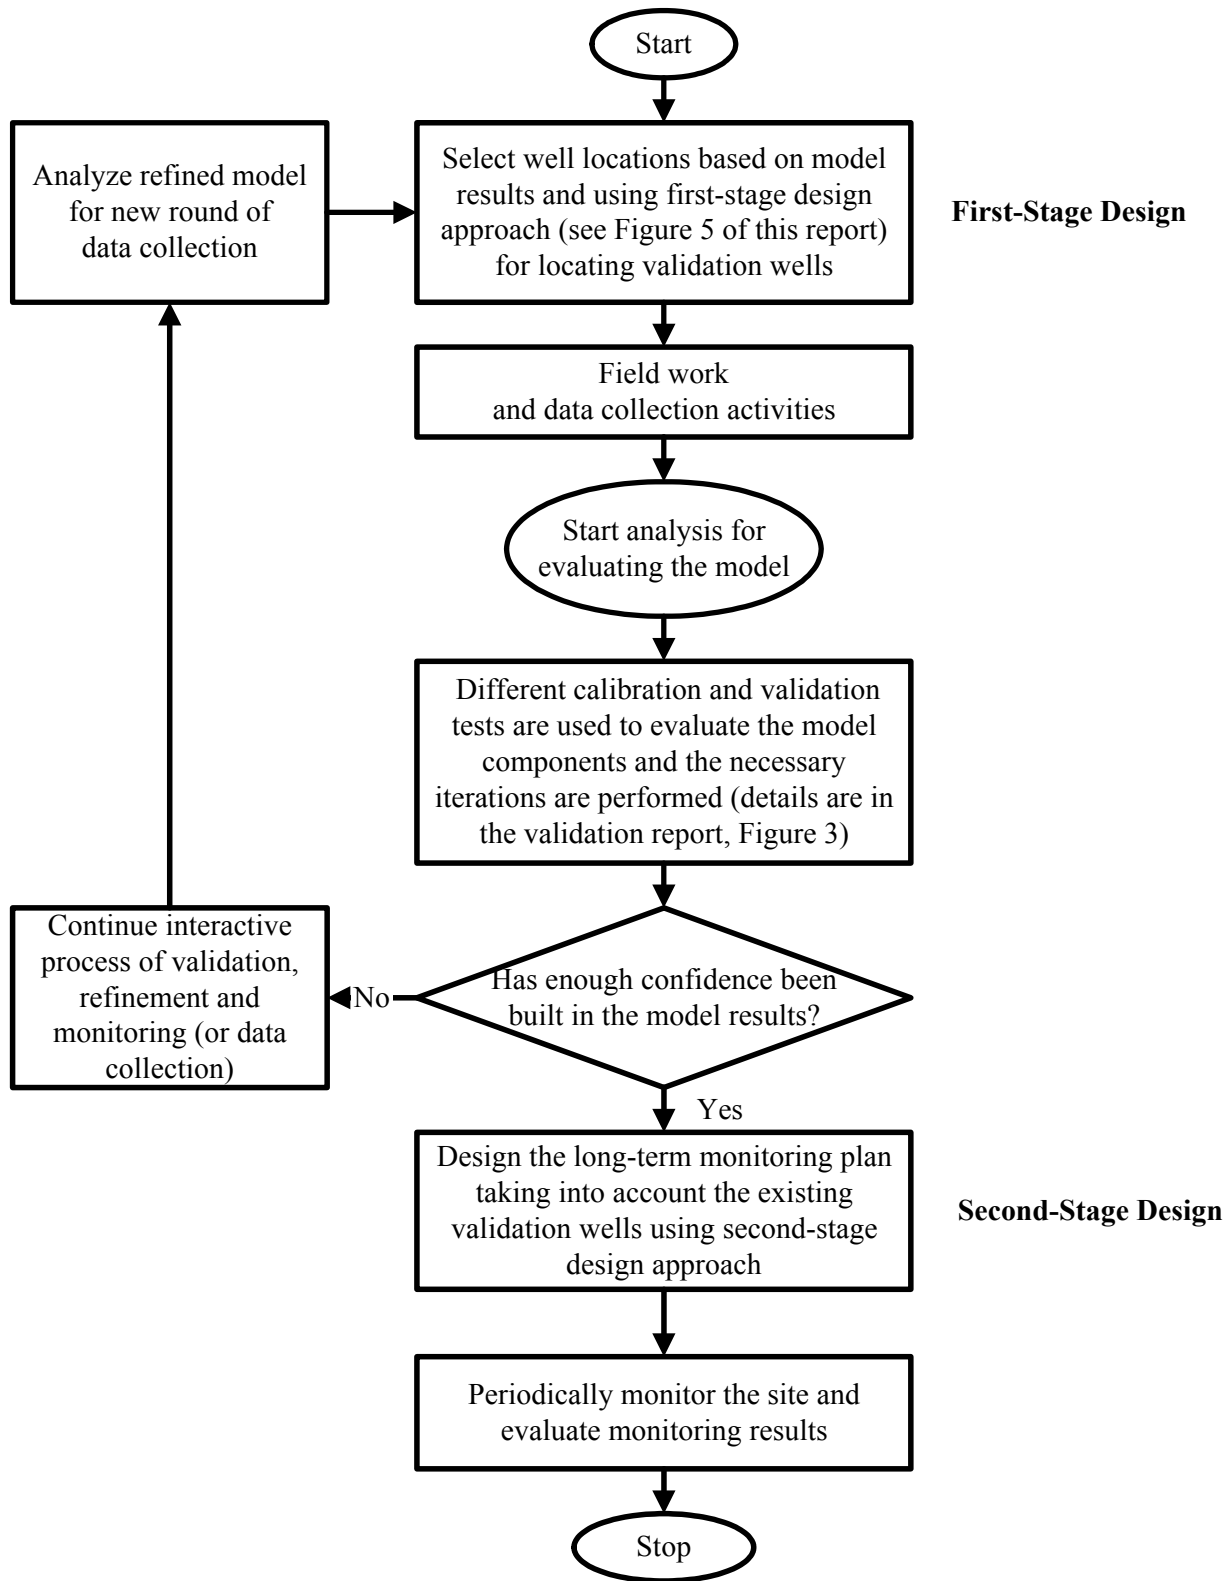 Start
Analyze refined model
for new round of
data collection
Select well locations based on model
results and using first-stage design
approach (see Figure 5 of this report)
for locating validation wells
First-Stage Design
Field work
and data collection activities
Start analysis for
evaluating the model
Different calibration and validation
tests are used to evaluate the model
components and the necessary
iterations are performed (details are in
the validation report, Figure 3)
Continue interactive
process of validation,
refinement and
monitoring (or data
collection)
No
Has enough confidence been
built in the model results?
Yes
Design the long-term monitoring plan
taking into account the existing
validation wells using second-stage
design approach
Second-Stage Design
Periodically monitor the site and
evaluate monitoring results
Stop